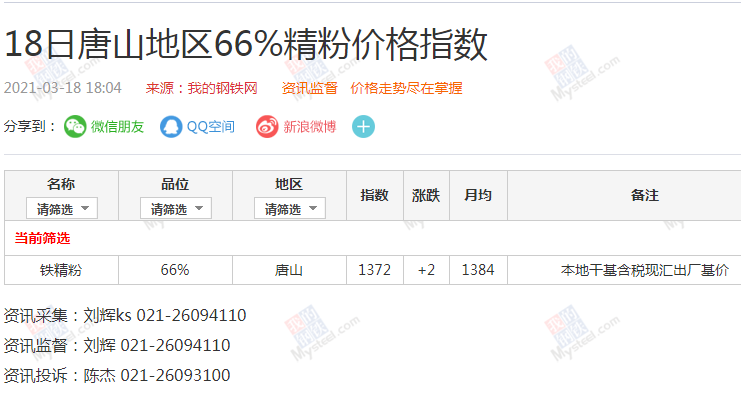 18日唐山地区66%精粉价格指数
2021-03-18 18:04 来源：我的钢铁网 资讯监督 价格走势尽在掌握
分享到： 微信朋友 QQ空间 新浪微博
名称 品位 地区 指数 涨跌 月均 备注
请筛选 请筛选 请筛选
当前筛选
铁精粉 66% 唐山 1372 +2 1384 本地干基含税现汇出厂基价
资讯采集：刘辉ks 021-26094110
资讯监督：刘辉 021-26094110
资讯投诉：陈杰 021-26093100
我的钢铁 Mysteel.com